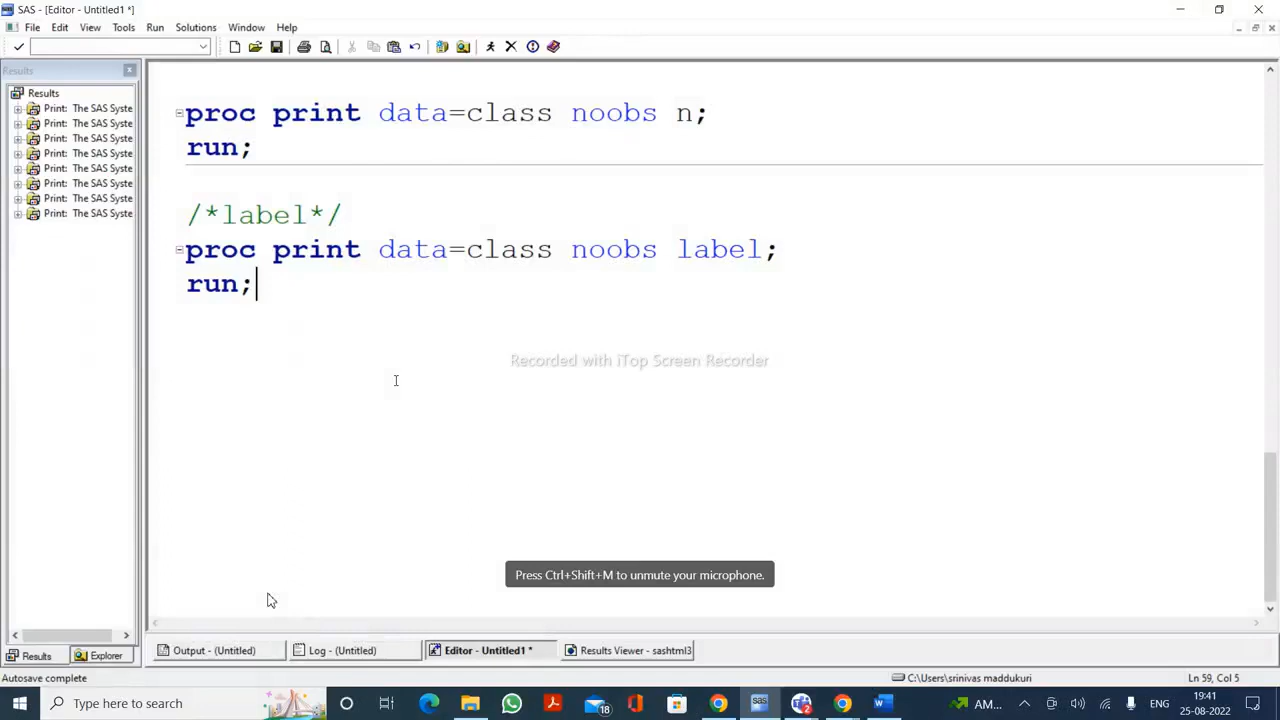 SAS - [Editor - Untitled1 *]
File Edit View Tools Run Solutions Window Help
Results
Results
Print: The SAS Syste
Print: The SAS Syste
Print: The SAS Syste
Print: The SAS Syste
Print: The SAS Syste
Print: The SAS Syste
Print: The SAS Syste
Print: The SAS Syste
proc print data=class noobs n;
run;
/*label*/
proc print data=class noobs label;
run;
Recorded with iTop Screen Recorder
Press Ctrl+Shift+M to unmute your microphone.
Results Explorer
Output - (Untitled) Log - (Untitled) Editor - Untitled1 * Results Viewer - sashtml3
Autosave complete C:\Users\srinivas maddukuri Ln 59, Col 5
Type here to search 18 sas 2 AM... ENG 19:41
25-08-2022